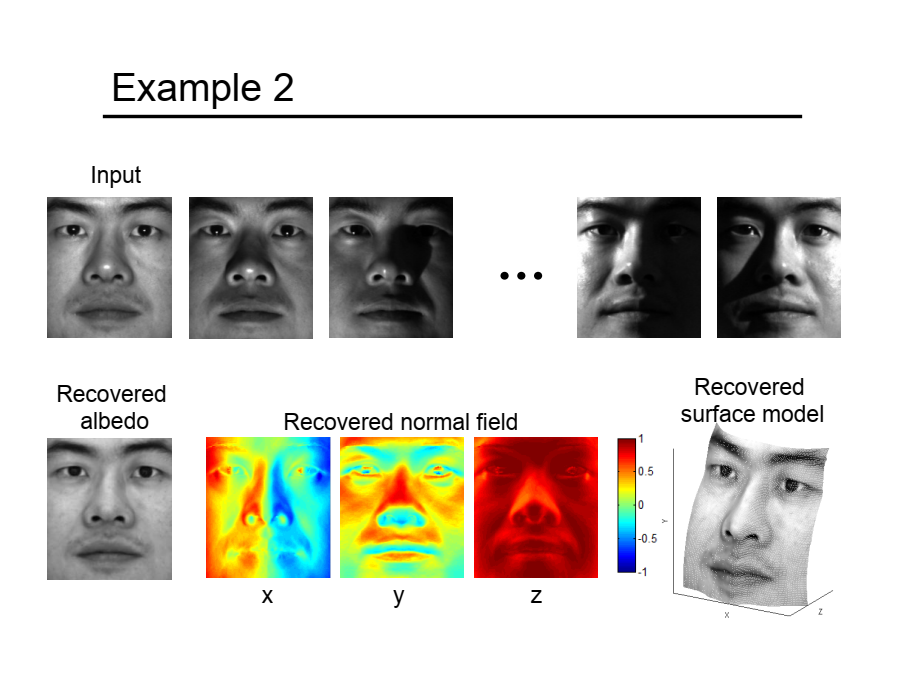 Example 2
Input
...
Recovered
albedo
Recovered normal field
Recovered
surface model
1
0.5
0
-0.5
-1
x
y
z
Y
X
Z